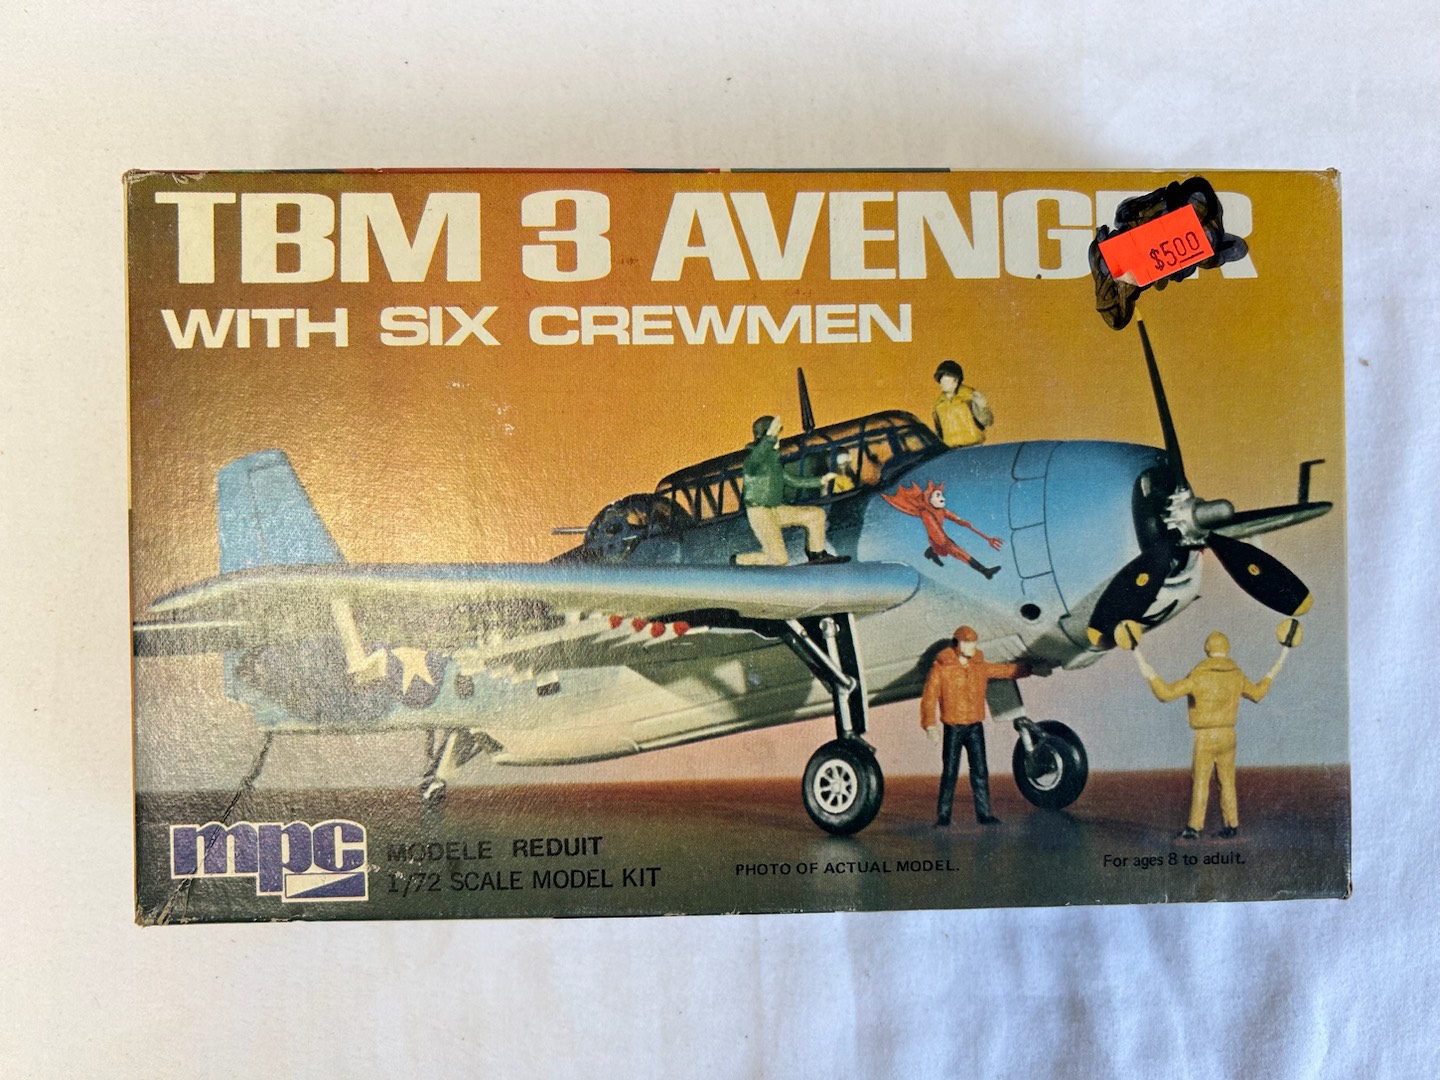 TBM 3 AVENGER
$5.00
WITH SIX CREWMEN
mpc
MODELE REDUIT
1/72 SCALE MODEL KIT
PHOTO OF ACTUAL MODEL.
For ages 8 to aduit.